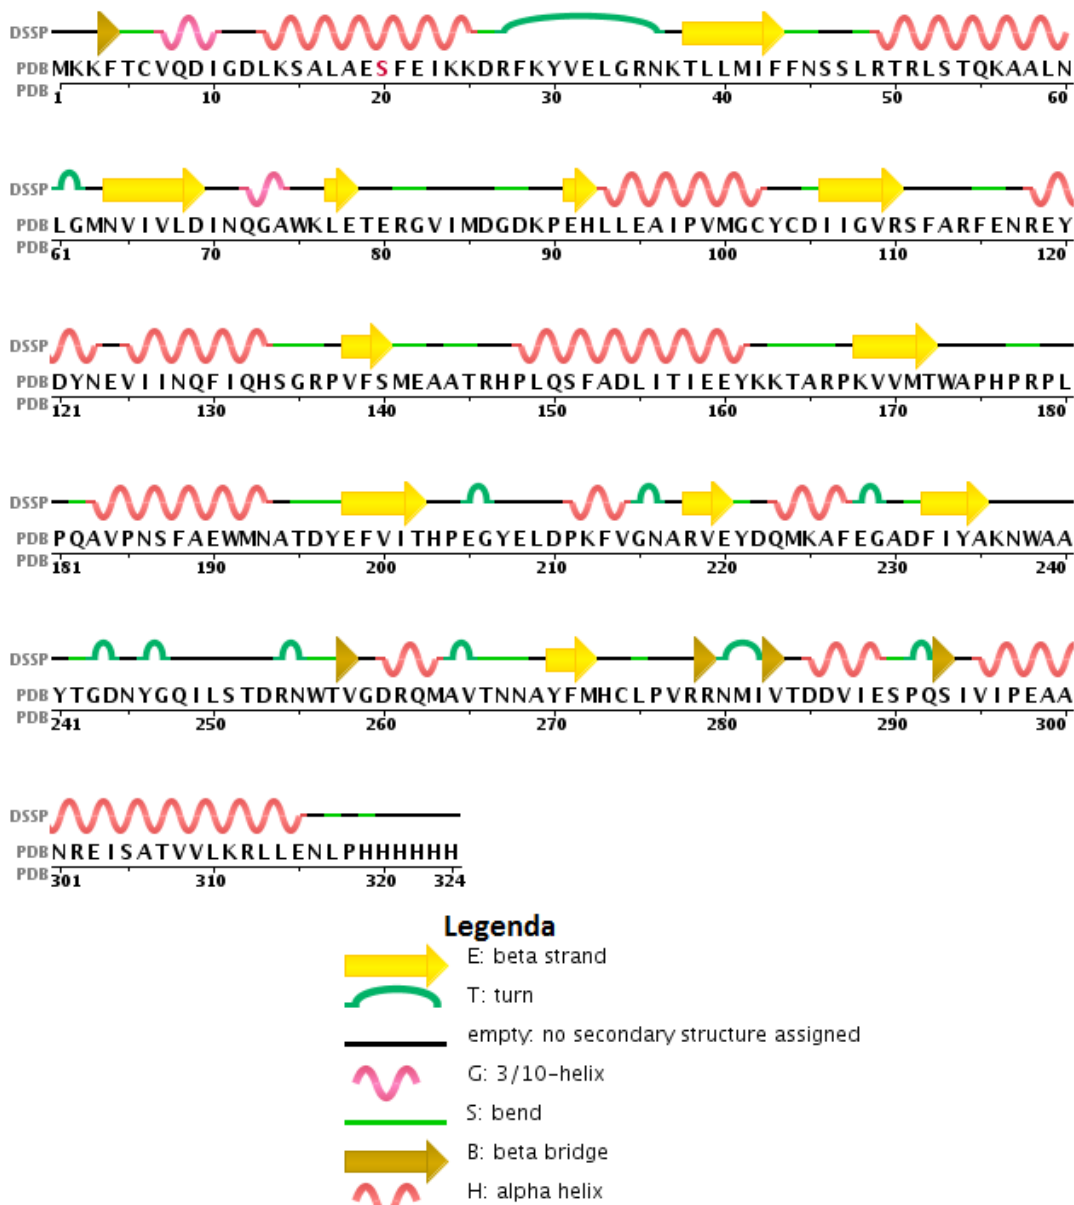 DSSP
PDB MKKFTCVQDIGDLKSALAESFEIKKDRFKYVELGRNKTLLMIFFNSSLRTRLSTQKAALN
PDB 1 10 20 30 40 50 60
DSSP
PDB LGMNVIVLDINQGAWKLETERGVIMDGDKPEHLLEAIPVMGCYCDIIGVRSFARFENREY
PDB 61 70 80 90 100 110 120
DSSP
PDB DYNEVIINQFIQHSGRPVFSMEAATRHPLQSFADLITIEEYKKTARPKVVMTWAPHPRPL
PDB 121 130 140 150 160 170 180
DSSP
PDB PQAVPNSFAEWMNATDYEFVITHPEGYELDPKFVGNARVEYDQMKAFEGADFIYAKNWAA
PDB 181 190 200 210 220 230 240
DSSP
PDB YTGDNYGQILSTDRNWTVGDRQMAVTNNAYFMHCLPVRRNMIVTDDVIESPQSIVIPEAA
PDB 241 250 260 270 280 290 300
DSSP
PDB NREISATVVLKRLLENLPHHHHHH
PDB 301 310 320 324
Legenda
E: beta strand
T: turn
empty: no secondary structure assigned
G: 3/10-helix
S: bend
B: beta bridge
H: alpha helix